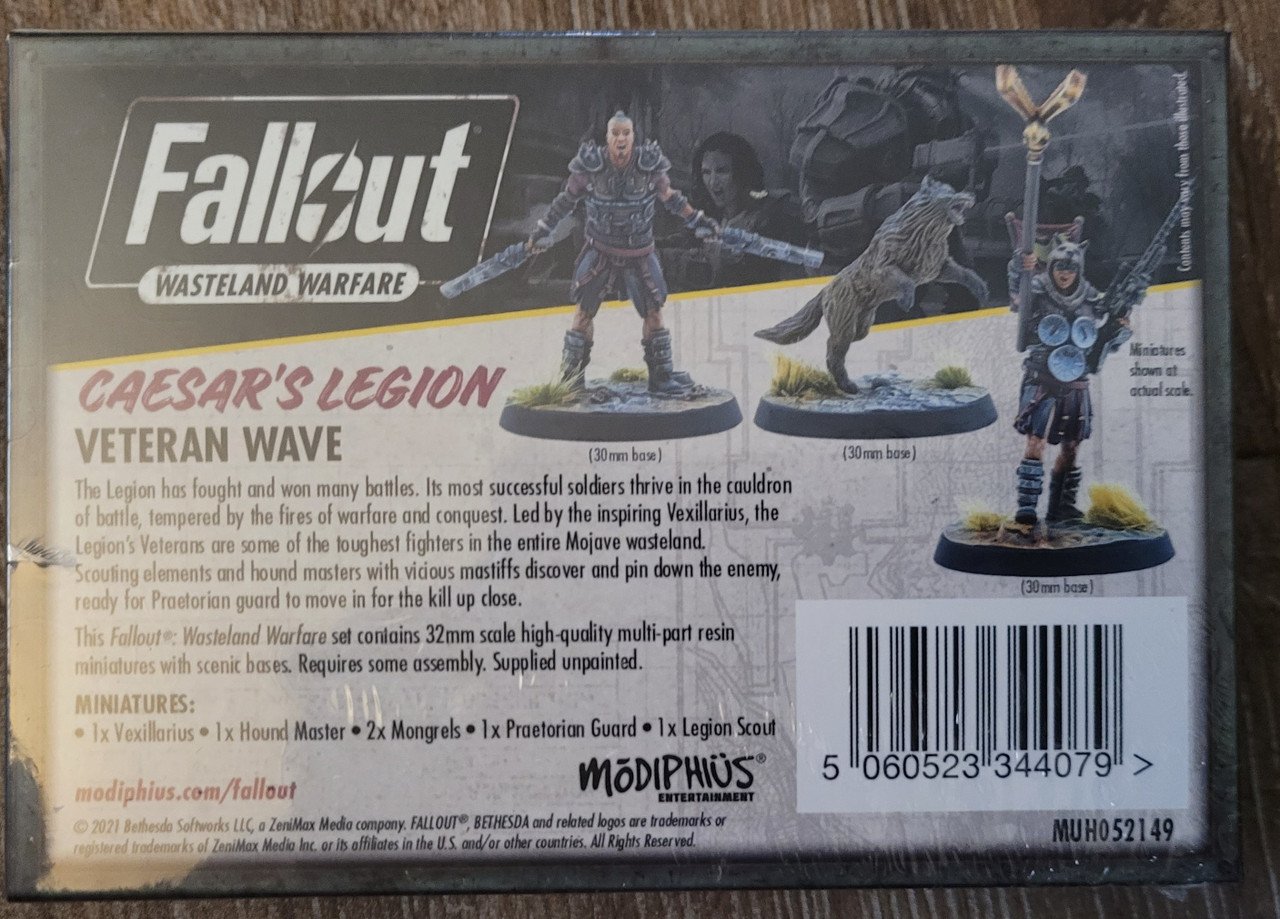 Fallout®
WASTELAND WARFARE
Contents may vary from those illustrated.
Miniatures
shown at
actual scale.
(30mm base)
(30mm base)
(30mm base)
CAESAR'S LEGION
VETERAN WAVE
The Legion has fought and won many battles. Its most successful soldiers thrive in the cauldron
of battle, tempered by the fires of warfare and conquest. Led by the inspiring Vexillarius, the
Legion's Veterans are some of the toughest fighters in the entire Mojave wasteland.
Scouting elements and hound masters with vicious mastiffs discover and pin down the enemy,
ready for Praetorian guard to move in for the kill up close.
This Fallout®: Wasteland Warfare set contains 32mm scale high-quality multi-part resin
miniatures with scenic bases. Requires some assembly. Supplied unpainted.
MINIATURES:
• 1x Vexillarius • 1x Hound Master • 2x Mongrels • 1x Praetorian Guard • 1x Legion Scout
modiphius.com/fallout
MōDIPHIÜS®
ENTERTAINMENT
5 060523 344079 >
© 2021 Bethesda Softworks LLC, a ZeniMax Media company. FALLOUT®, BETHESDA and related logos are trademarks or
registered trademarks of ZeniMax Media Inc. or its affiliates in the U.S. and/or other countries. All Rights Reserved.
MUH052149